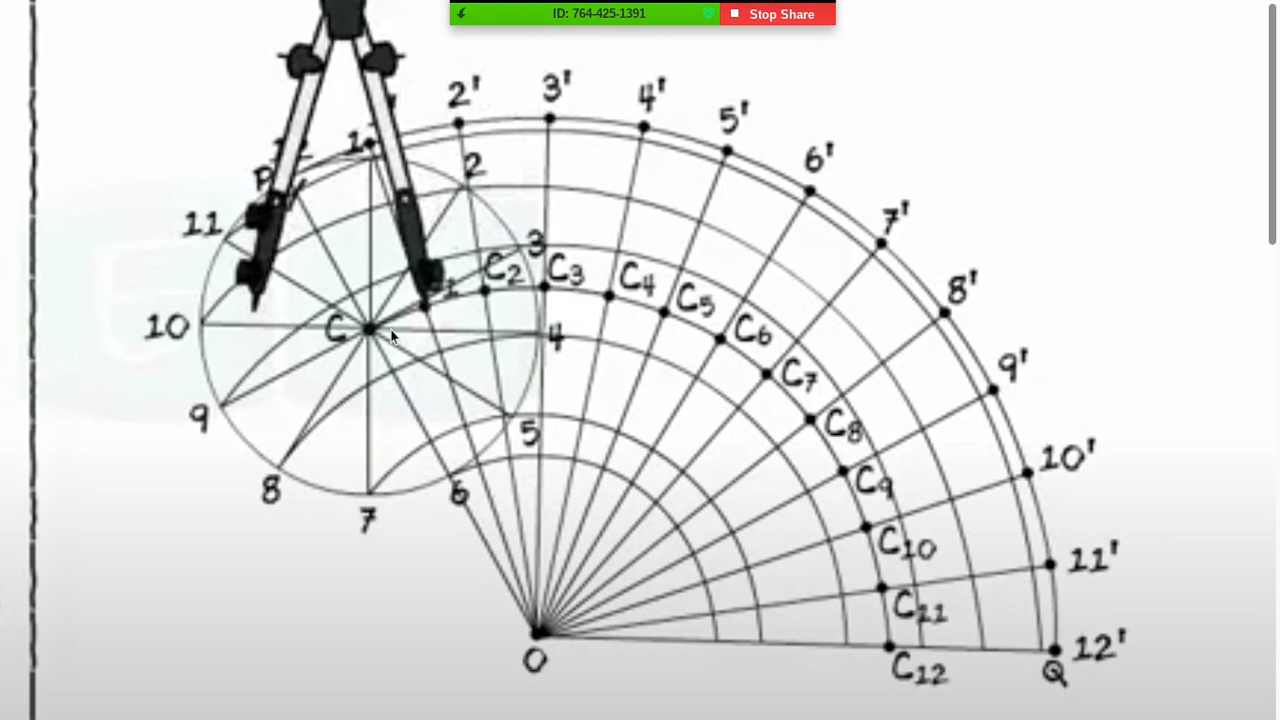 ID: 764-425-1391
Stop Share
2'
3'
4'
5'
6'
7'
8'
9'
10'
11'
12'
1
2
3
4
5
6
7
8
9
10
11
P
C
C2
C3
C4
C5
C6
C7
C8
C9
C10
C11
C12
O
Q